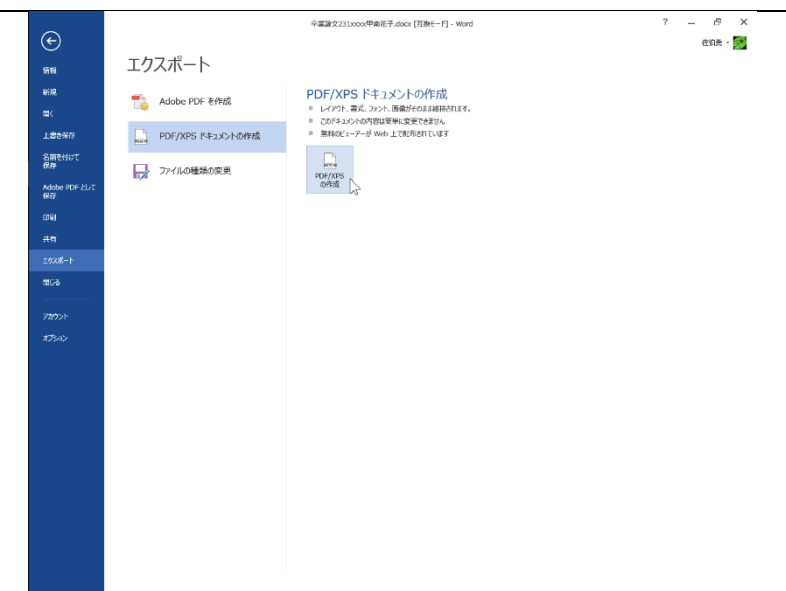 卒業論文231xxxx甲南花子.docx [互換モード] - Word
?
佐伯勇
情報
新規
開く
上書き保存
名前を付けて
保存
Adobe PDF として
保存
印刷
共有
エクスポート
閉じる
アカウント
オプション
エクスポート
Adobe PDF を作成
PDF/XPS ドキュメントの作成
ファイルの種類の変更
PDF/XPS ドキュメントの作成
レイアウト、書式、フォント、画像がそのまま維持されます。
このドキュメントの内容は簡単に変更できません
無料のビューアーが Web 上で配布されています
PDF/XPS
の作成